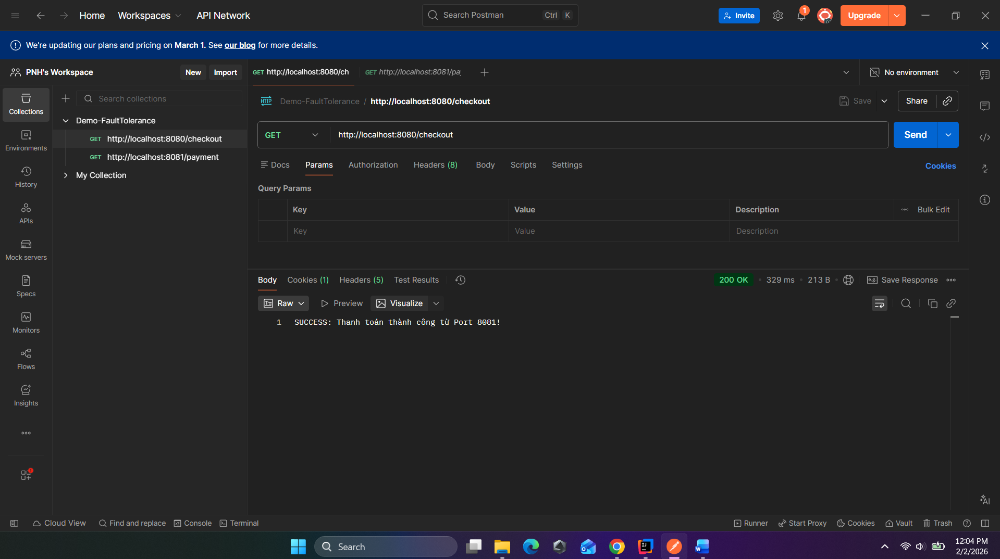 Home Workspaces API Network Search Postman Ctrl K Invite 1 Upgrade
We're updating our plans and pricing on March 1. See our blog for more details.
PNH's Workspace New Import GET http://localhost:8080/ch GET http://localhost:8081/pay No environment
Search collections
Collections
Demo-FaultTolerance
GET http://localhost:8080/checkout
GET http://localhost:8081/payment
My Collection
Environments
History
APIs
Mock servers
Specs
Monitors
Flows
Insights
HTTP Demo-FaultTolerance / http://localhost:8080/checkout Save Share
GET http://localhost:8080/checkout Send
Docs Params Authorization Headers (8) Body Scripts Settings Cookies
Query Params
Key Value Description Bulk Edit
Key Value Description
Body Cookies (1) Headers (5) Test Results 200 OK • 329 ms • 213 B • e.g. Save Response
Raw Preview Visualize
1 SUCCESS: Thanh toán thành công từ Port 8081!
AI
Cloud View Find and replace Console Terminal Runner Start Proxy Cookies Vault Trash
Search
12:04 PM
2/2/2026